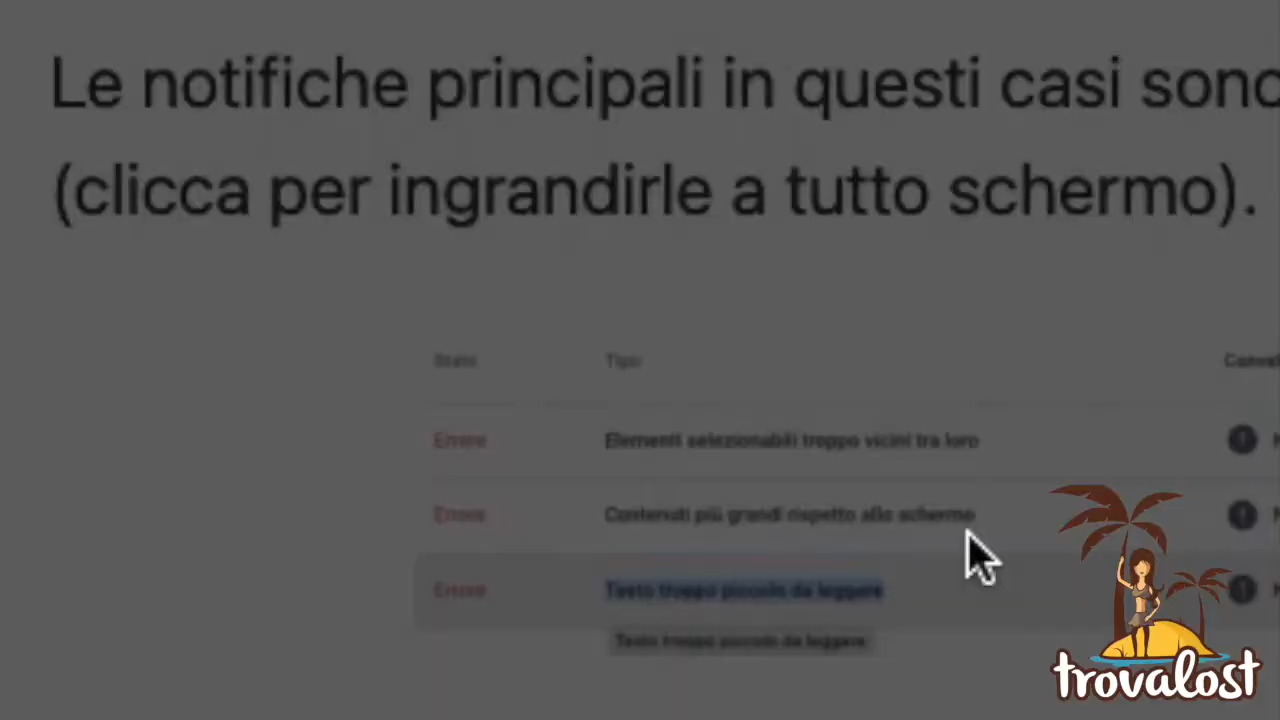 Le notifiche principali in questi casi sono
(clicca per ingrandirle a tutto schermo).
Stato Tipo
Errore Elementi selezionabili troppo vicini tra loro
Errore Contenuti più grandi rispetto allo schermo
Errore Testo troppo piccolo da leggere
Testo troppo piccolo da leggere
trovalost